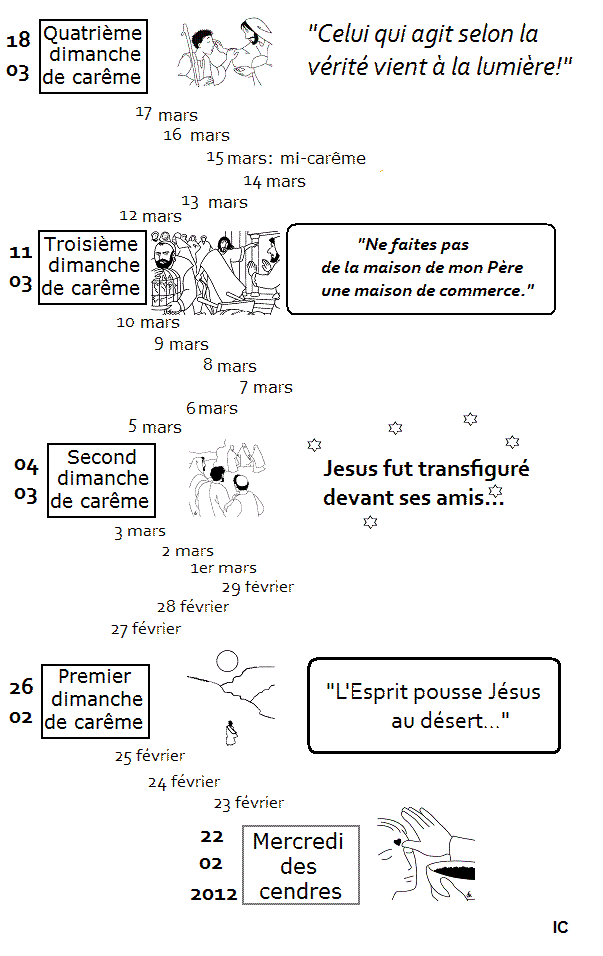 18
03
Quatrième
dimanche
de carême
"Celui qui agit selon la
vérité vient à la lumière!"
17 mars
16 mars
15 mars: mi-carême
14 mars
13 mars
12 mars
11
03
Troisième
dimanche
de carême
"Ne faites pas
de la maison de mon Père
une maison de commerce."
10 mars
9 mars
8 mars
7 mars
6 mars
5 mars
04
03
Second
dimanche
de carême
Jesus fut transfiguré
devant ses amis...
3 mars
2 mars
1er mars
29 février
28 février
27 février
26
02
Premier
dimanche
de carême
"L'Esprit pousse Jésus
au désert..."
25 février
24 février
23 février
22
02
2012
Mercredi
des
cendres
IC